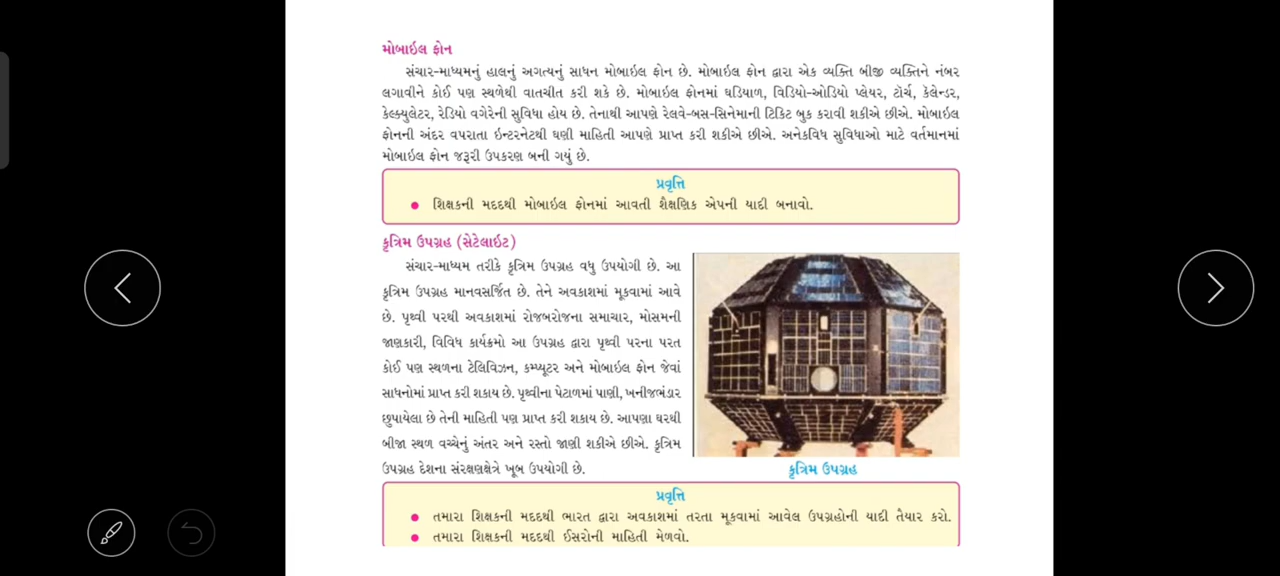 મોબાઇલ ફોન
સંચાર-માધ્યમનું હાલનું અગત્યનું સાધન મોબાઇલ ફોન છે. મોબાઇલ ફોન દ્વારા એક વ્યક્તિ બીજી વ્યક્તિને નંબર
લગાવીને કોઈ પણ સ્થળેથી વાતચીત કરી શકે છે. મોબાઇલ ફોનમાં ઘડિયાળ, વિડિયો-ઓડિયો પ્લેયર, ટૉર્ચ, કૅલેન્ડર,
કેલ્ક્યુલેટર, રેડિયો વગેરેની સુવિધા હોય છે. તેનાથી આપણે રેલવે-બસ-સિનેમાની ટિકિટ બુક કરાવી શકીએ છીએ. મોબાઇલ
ફોનની અંદર વપરાતા ઇન્ટરનેટથી ઘણી માહિતી આપણે પ્રાપ્ત કરી શકીએ છીએ. અનેકવિધ સુવિધાઓ માટે વર્તમાનમાં
મોબાઇલ ફોન જરૂરી ઉપકરણ બની ગયું છે.
પ્રવૃત્તિ
● શિક્ષકની મદદથી મોબાઇલ ફોનમાં આવતી શૈક્ષણિક એપની યાદી બનાવો.
કૃત્રિમ ઉપગ્રહ (સેટેલાઇટ)
સંચાર-માધ્યમ તરીકે કૃત્રિમ ઉપગ્રહ વધુ ઉપયોગી છે. આ
કૃત્રિમ ઉપગ્રહ માનવસર્જિત છે. તેને અવકાશમાં મૂકવામાં આવે
છે. પૃથ્વી પરથી અવકાશમાં રોજબરોજના સમાચાર, મોસમની
જાણકારી, વિવિધ કાર્યક્રમો આ ઉપગ્રહ દ્વારા પૃથ્વી પરના પરત
કોઈ પણ સ્થળના ટેલિવિઝન, કમ્પ્યૂટર અને મોબાઇલ ફોન જેવાં
સાધનોમાં પ્રાપ્ત કરી શકાય છે. પૃથ્વીના પેટાળમાં પાણી, ખનીજભંડાર
છુપાયેલા છે તેની માહિતી પણ પ્રાપ્ત કરી શકાય છે. આપણા ઘરથી
બીજા સ્થળ વચ્ચેનું અંતર અને રસ્તો જાણી શકીએ છીએ. કૃત્રિમ
ઉપગ્રહ દેશના સંરક્ષણક્ષેત્રે ખૂબ ઉપયોગી છે.
કૃત્રિમ ઉપગ્રહ
પ્રવૃત્તિ
● તમારા શિક્ષકની મદદથી ભારત દ્વારા અવકાશમાં તરતા મૂકવામાં આવેલ ઉપગ્રહોની યાદી તૈયાર કરો.
● તમારા શિક્ષકની મદદથી ઈસરોની માહિતી મેળવો.